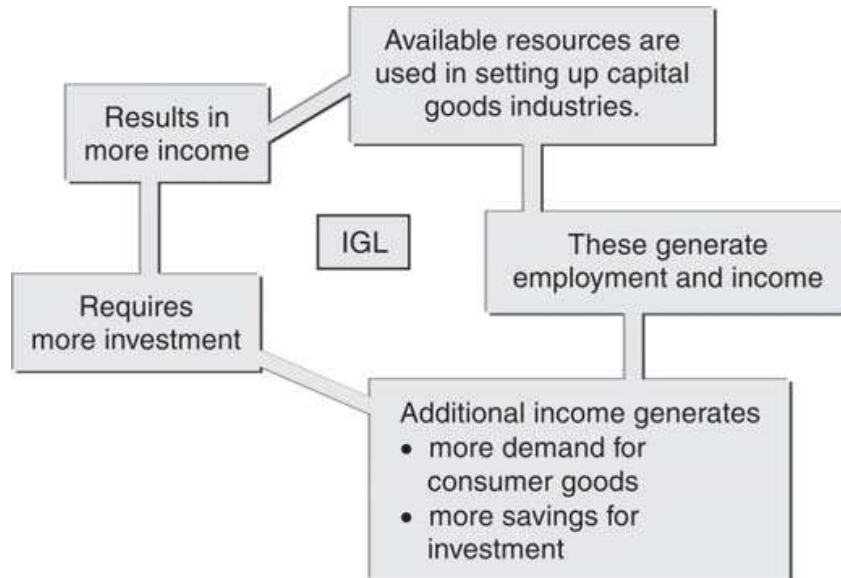 Available resources are
used in setting up capital
goods industries.
Results in
more income
IGL
These generate
employment and income
Requires
more investment
Additional income generates
• more demand for
consumer goods
• more savings for
investment